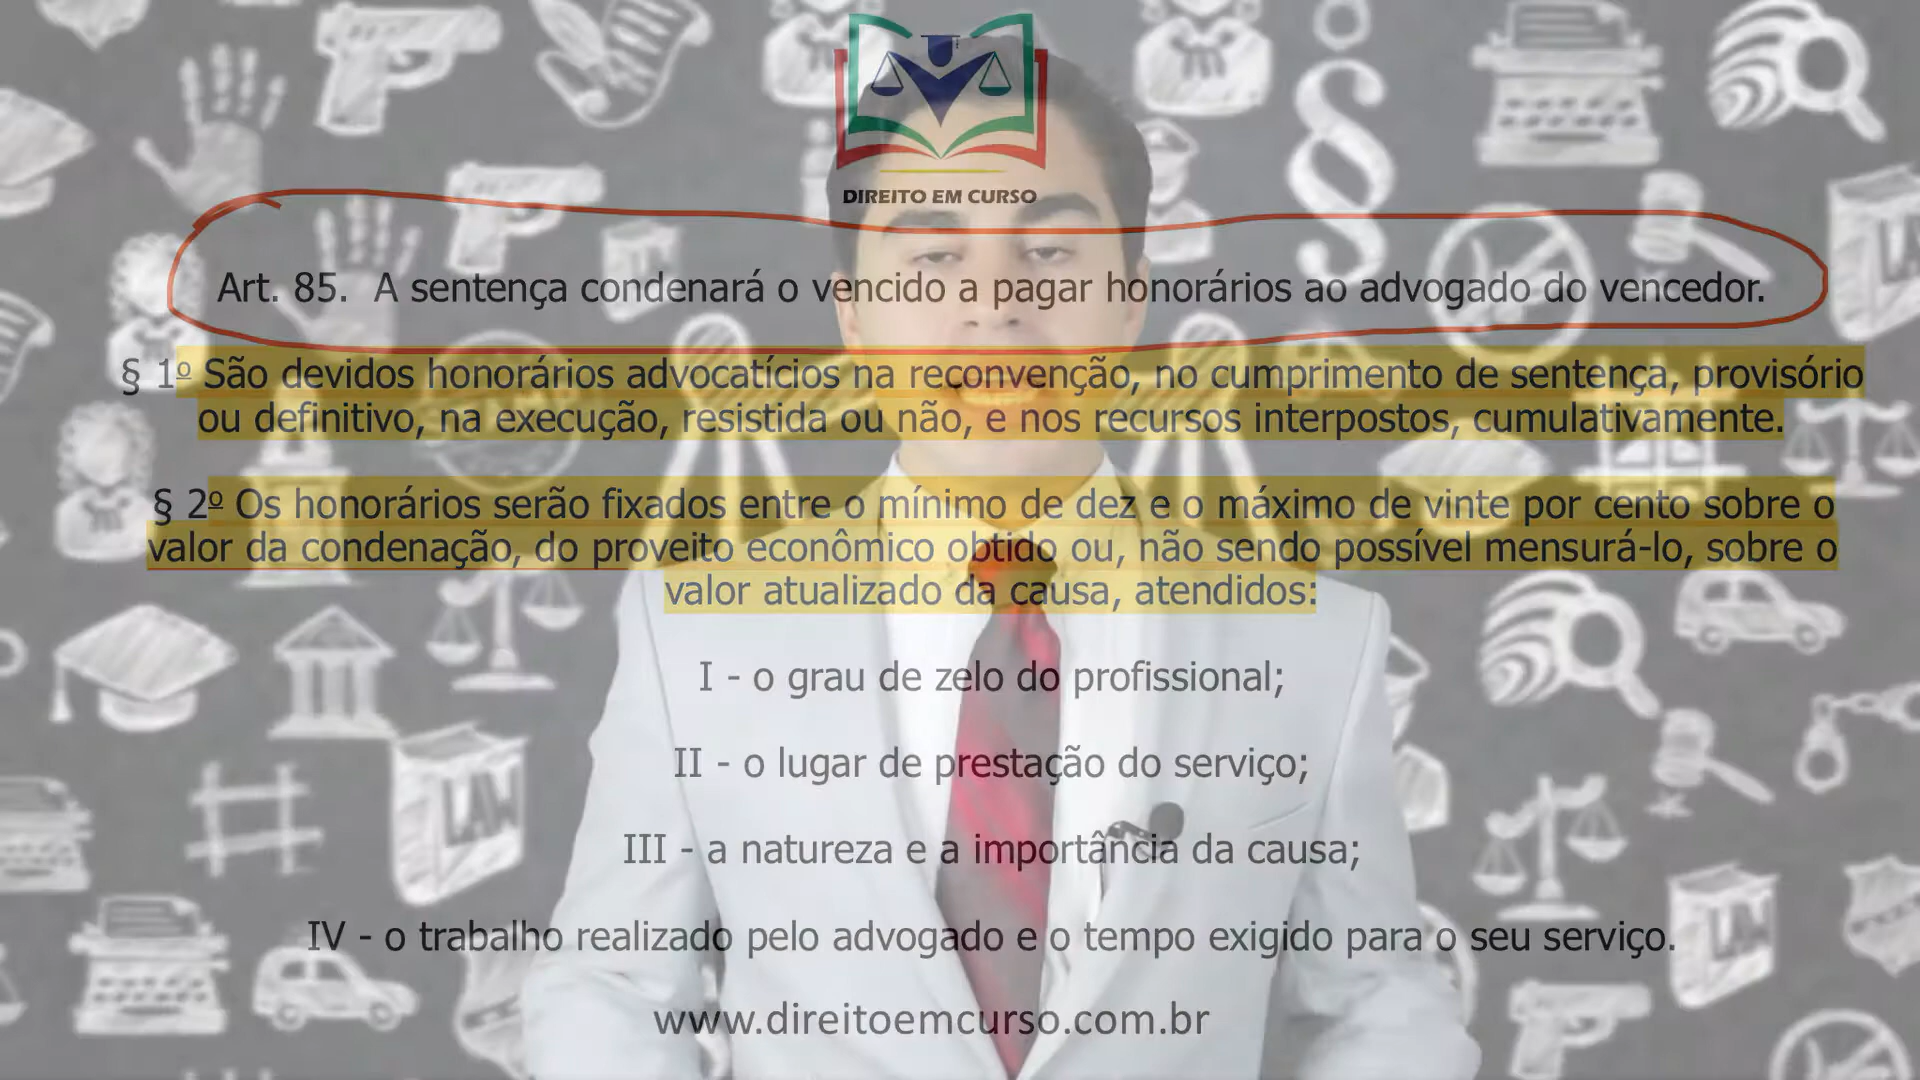 DIREITO EM CURSO
Art. 85. A sentença condenará o vencido a pagar honorários ao advogado do vencedor.
§ 1º São devidos honorários advocatícios na reconvenção, no cumprimento de sentença, provisório
ou definitivo, na execução, resistida ou não, e nos recursos interpostos, cumulativamente.
§ 2º Os honorários serão fixados entre o mínimo de dez e o máximo de vinte por cento sobre o
valor da condenação, do proveito econômico obtido ou, não sendo possível mensurá-lo, sobre o
valor atualizado da causa, atendidos:
I - o grau de zelo do profissional;
II - o lugar de prestação do serviço;
LAW
III - a natureza e a importância da causa;
IV - o trabalho realizado pelo advogado e o tempo exigido para o seu serviço.
www.direitoemcurso.com.br